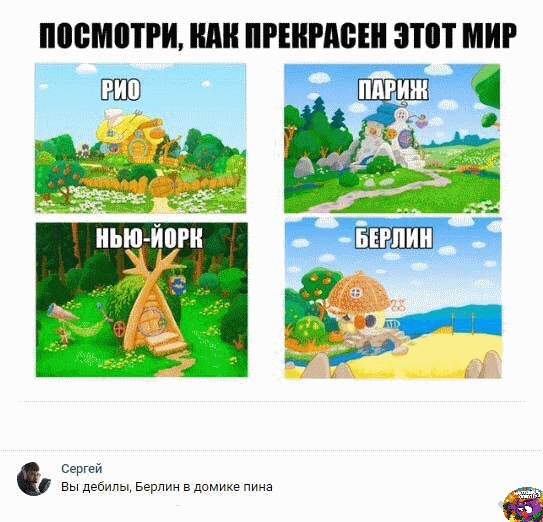 ПОСМОТРИ, КАК ПРЕКРАСЕН ЭТОТ МИР
РИО
ПАРИЖ
НЬЮ-ЙОРК
БЕРЛИН
Сергей
Вы дебилы, Берлин в домике пина